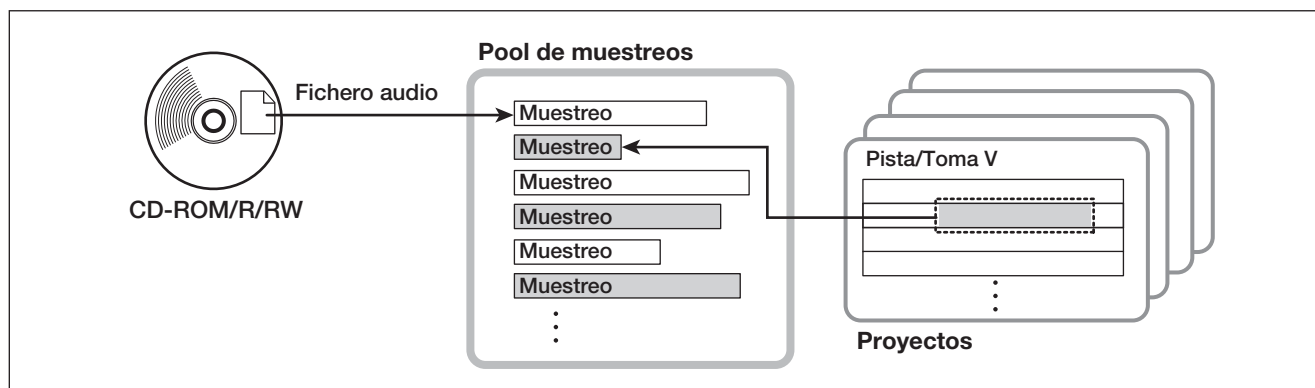 Pool de muestreos
Fichero audio
CD-ROM/R/RW
Muestreo
Muestreo
Muestreo
Muestreo
Muestreo
Muestreo
Pista/Toma V
Proyectos